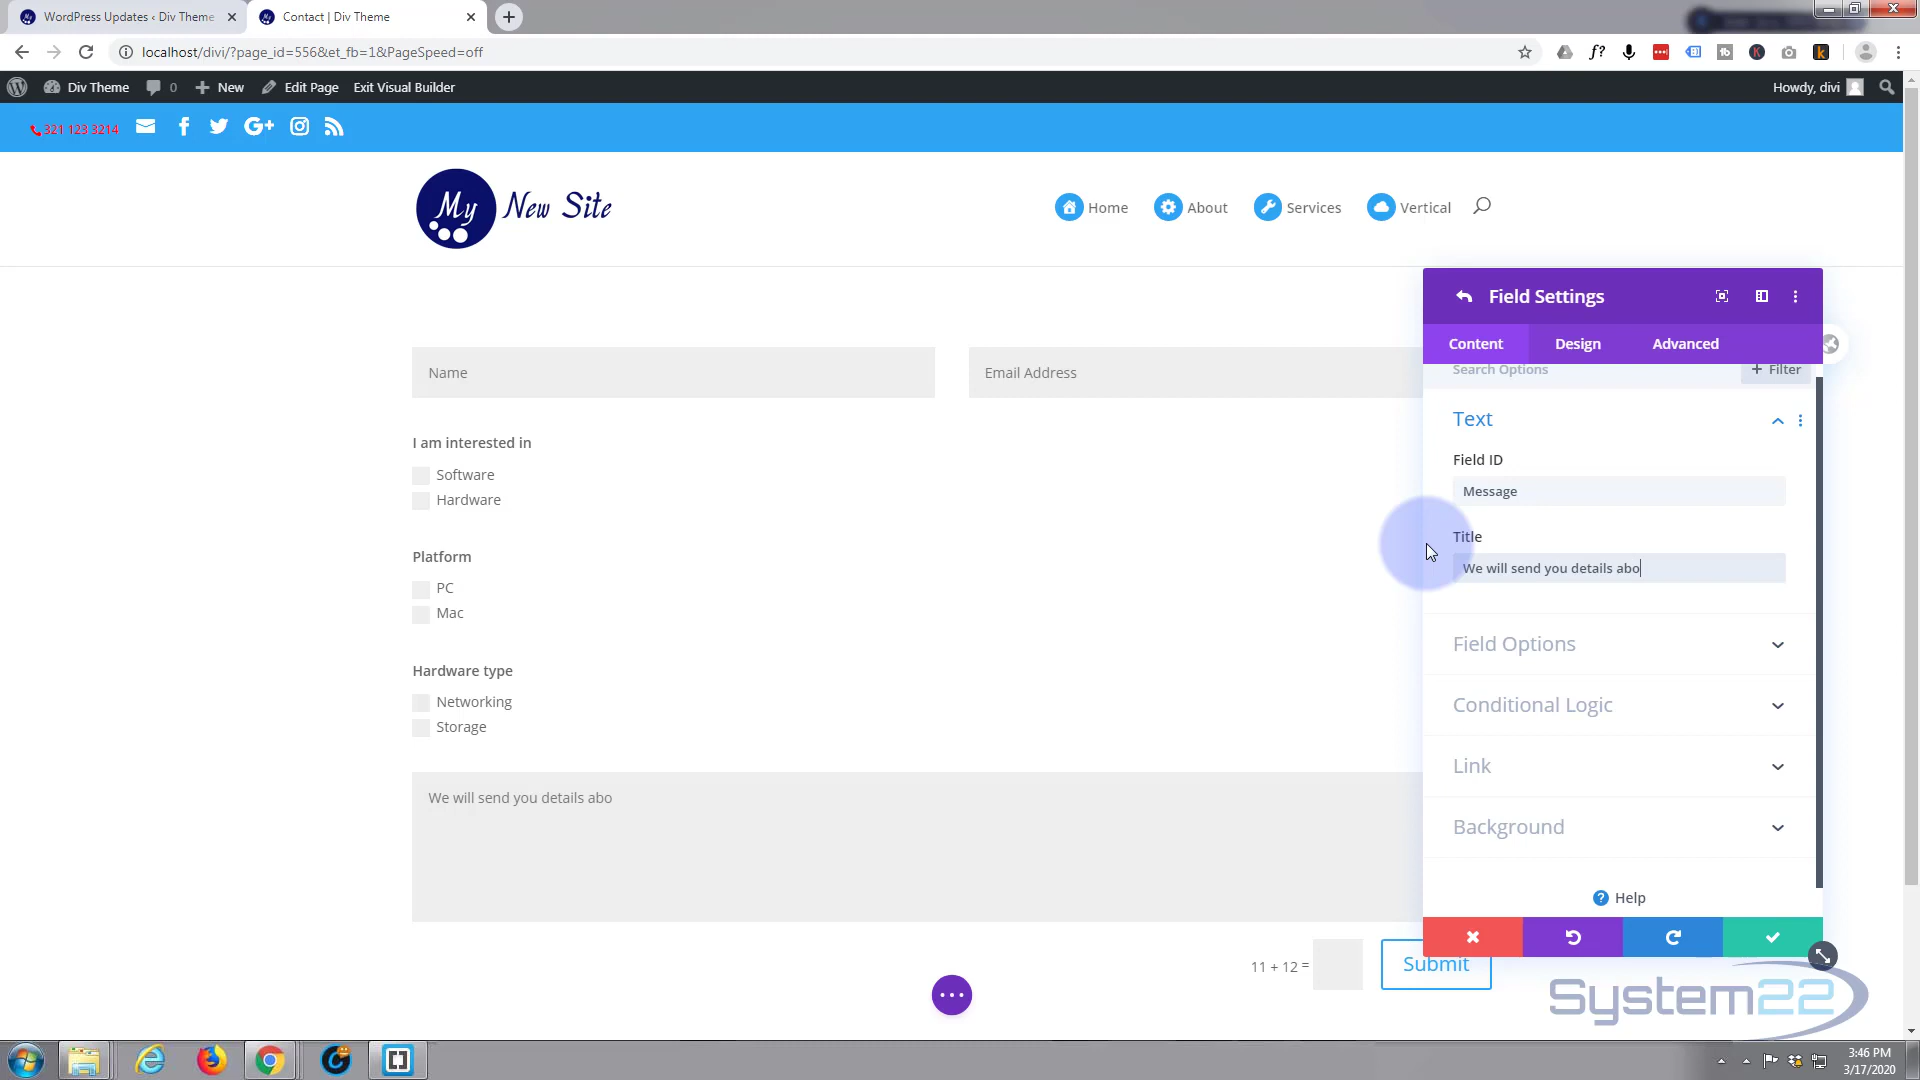 WordPress Updates ‹ Div Theme
Contact | Div Theme
localhost/divi/?page_id=556&et_fb=1&PageSpeed=off
Div Theme
0
New
Edit Page
Exit Visual Builder
Howdy, divi
321 123 3214
My New Site
Home
About
Services
Vertical
Field Settings
Content
Design
Advanced
Search Options
+ Filter
Name
Email Address
Text
I am interested in
Field ID
Software
Message
Hardware
Title
Platform
We will send you details abo
PC
Mac
Field Options
Hardware type
Networking
Conditional Logic
Storage
Link
We will send you details abo
Background
? Help
11 + 12 =
Submit
System22
3:46 PM
3/17/2020